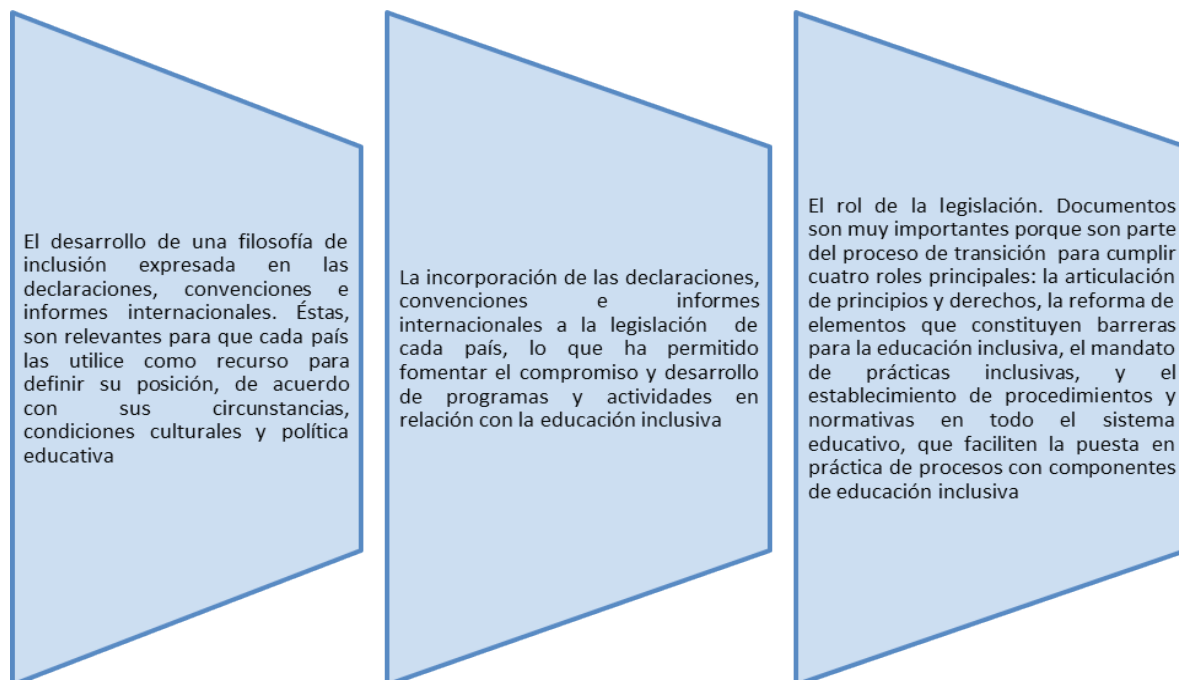 El desarrollo de una filosofía de
inclusión expresada en las
declaraciones, convenciones e
informes internacionales. Éstas,
son relevantes para que cada país
las utilice como recurso para
definir su posición, de acuerdo
con sus circunstancias,
condiciones culturales y política
educativa
La incorporación de las declaraciones,
convenciones e informes
internacionales a la legislación de
cada país, lo que ha permitido
fomentar el compromiso y desarrollo
de programas y actividades en
relación con la educación inclusiva
El rol de la legislación. Documentos
son muy importantes porque son parte
del proceso de transición para cumplir
cuatro roles principales: la articulación
de principios y derechos, la reforma de
elementos que constituyen barreras
para la educación inclusiva, el mandato
de prácticas inclusivas, y el
establecimiento de procedimientos y
normativas en todo el sistema
educativo, que faciliten la puesta en
práctica de procesos con componentes
de educación inclusiva